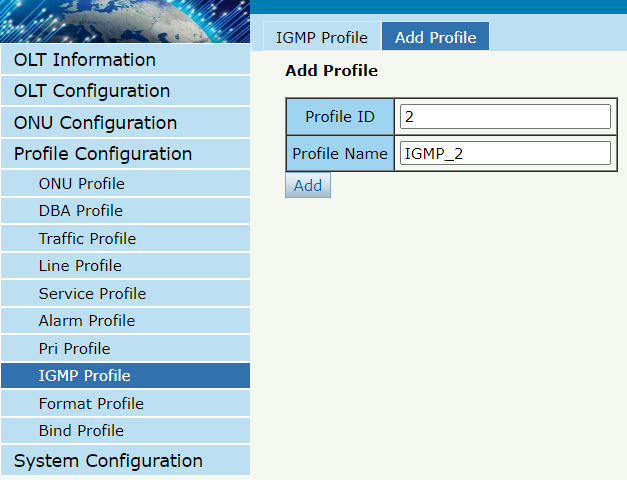 OLT Information
OLT Configuration
ONU Configuration
Profile Configuration
ONU Profile
DBA Profile
Traffic Profile
Line Profile
Service Profile
Alarm Profile
Pri Profile
IGMP Profile
Format Profile
Bind Profile
System Configuration
IGMP Profile Add Profile
Add Profile
Profile ID 2
Profile Name IGMP_2
Add